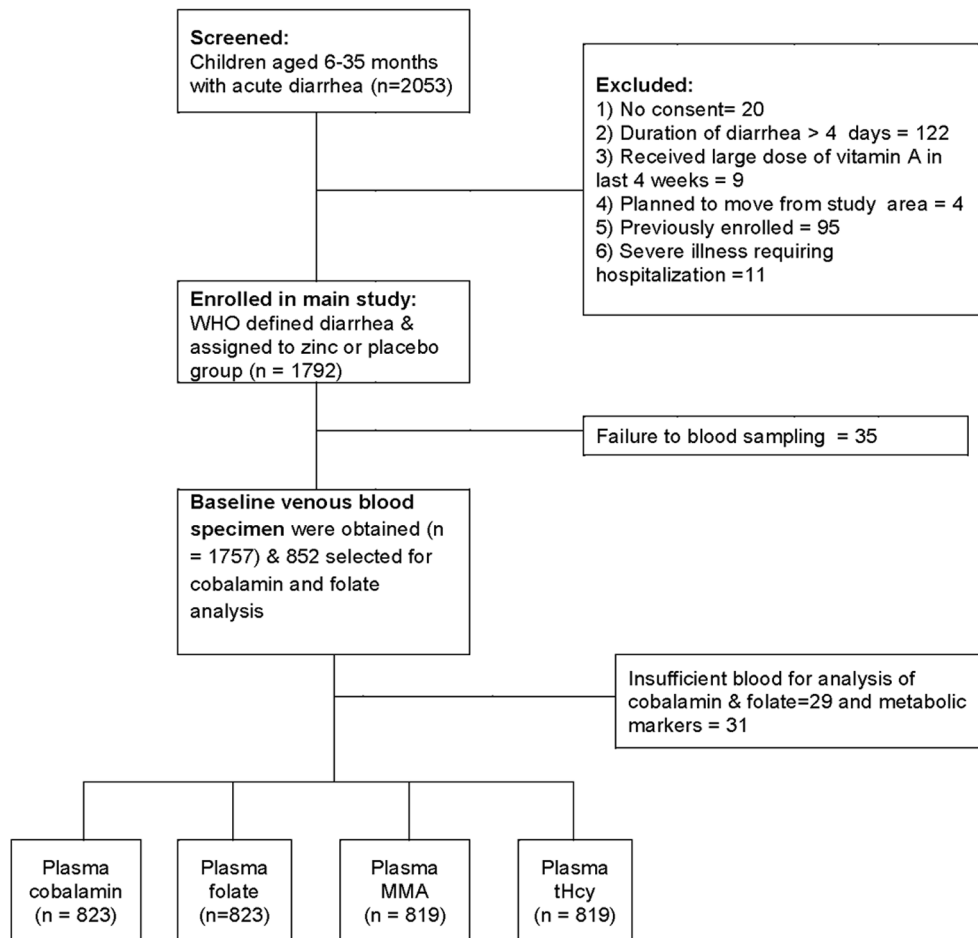 Screened:
Children aged 6-35 months
with acute diarrhea (n=2053)
Excluded:
1) No consent= 20
2) Duration of diarrhea > 4 days = 122
3) Received large dose of vitamin A in
last 4 weeks = 9
4) Planned to move from study area = 4
5) Previously enrolled = 95
6) Severe illness requiring
hospitalization =11
Enrolled in main study:
WHO defined diarrhea &
assigned to zinc or placebo
group (n = 1792)
Failure to blood sampling = 35
Baseline venous blood
specimen were obtained (n
= 1757) & 852 selected for
cobalamin and folate
analysis
Insufficient blood for analysis of
cobalamin & folate=29 and metabolic
markers = 31
Plasma
cobalamin
(n = 823)
Plasma
folate
(n=823)
Plasma
MMA
(n = 819)
Plasma
tHcy
(n = 819)